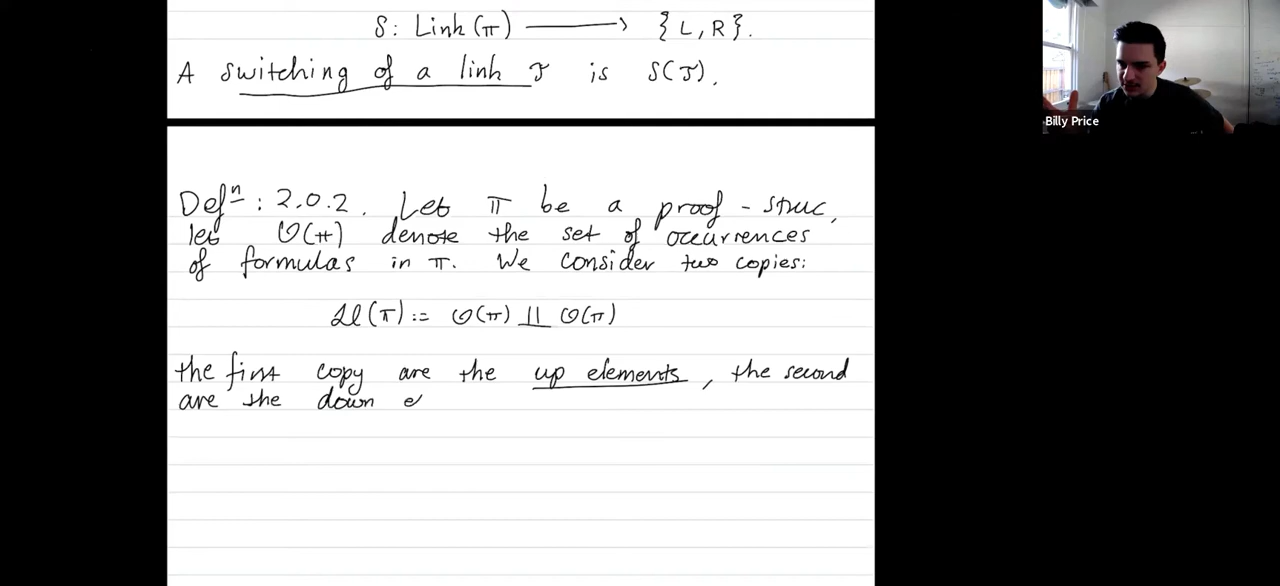 S: Link(π) ⟶ {L, R}.
A switching of a link τ is S(τ).
Billy Price
Defⁿ: 2.0.2. Let π be a proof-struc,
let O(π) denote the set of ocurrences
of formulas in π. We consider two copies:
𝒰(π) := O(π) ∐ O(π)
the first copy are the up elements, the second
are the down e